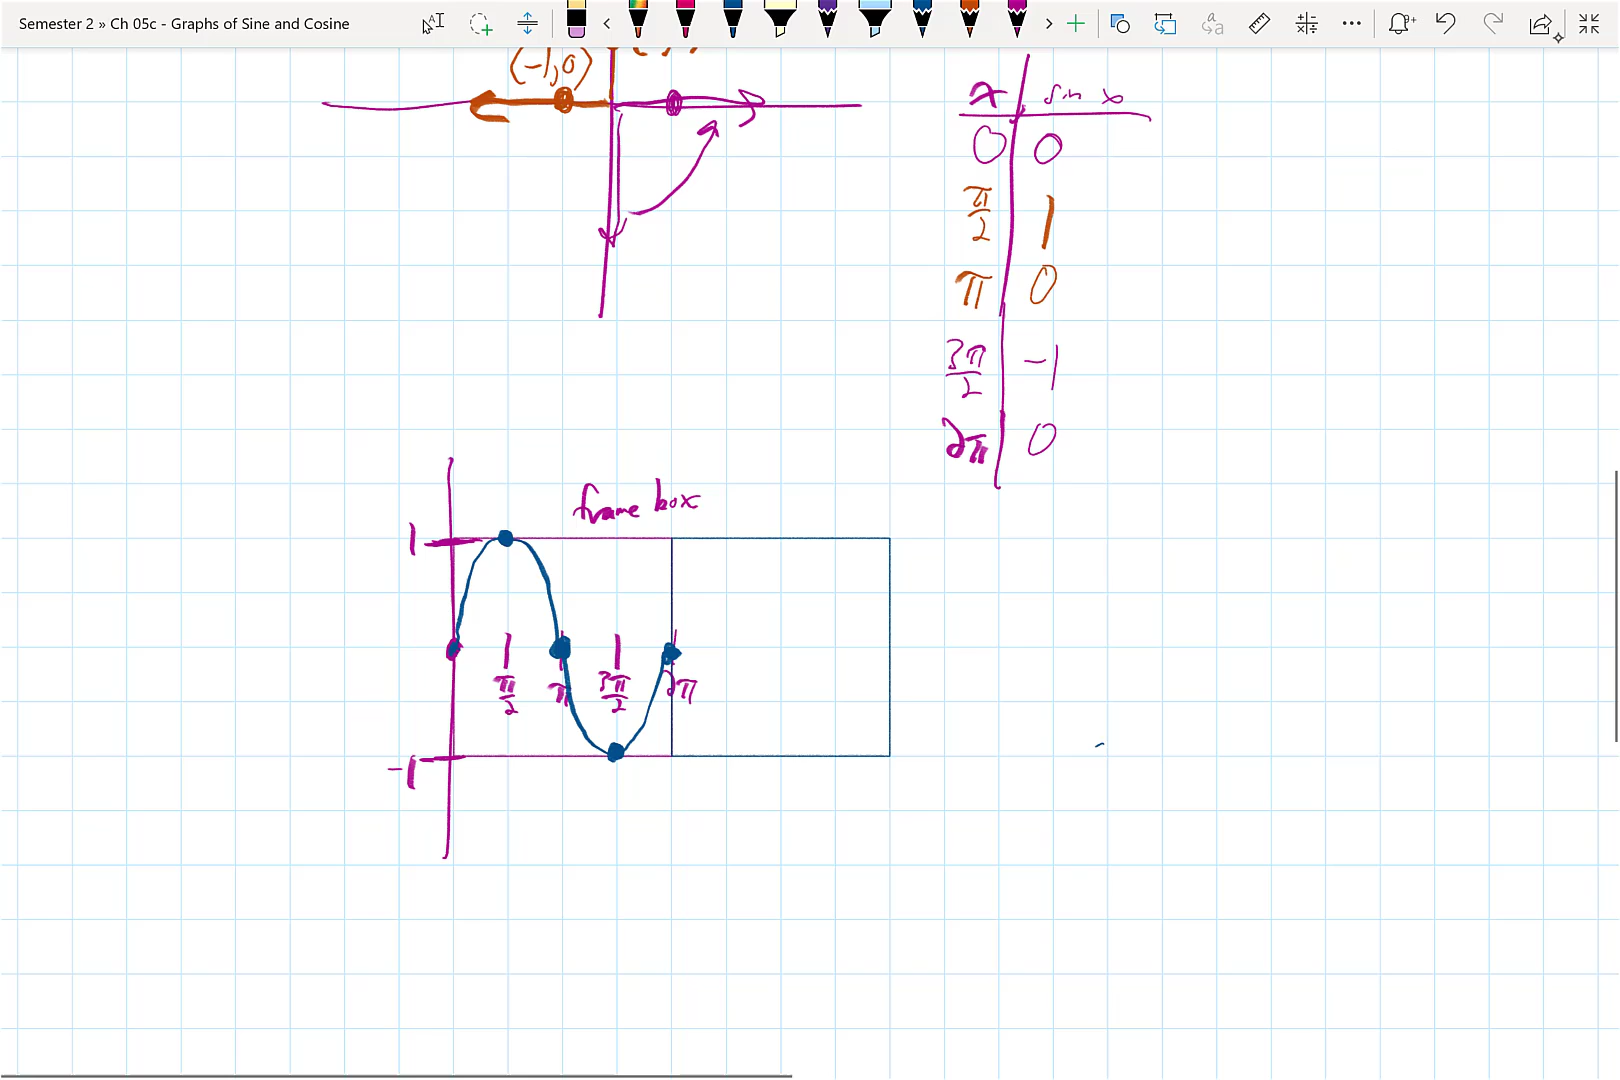 Semester 2 » Ch 05c - Graphs of Sine and Cosine
9+
(-1,0)
x sin x
0 0
π/2 1
π 0
3π/2 -1
2π 0
frame box
1
π/2 π 3π/2 2π
-1